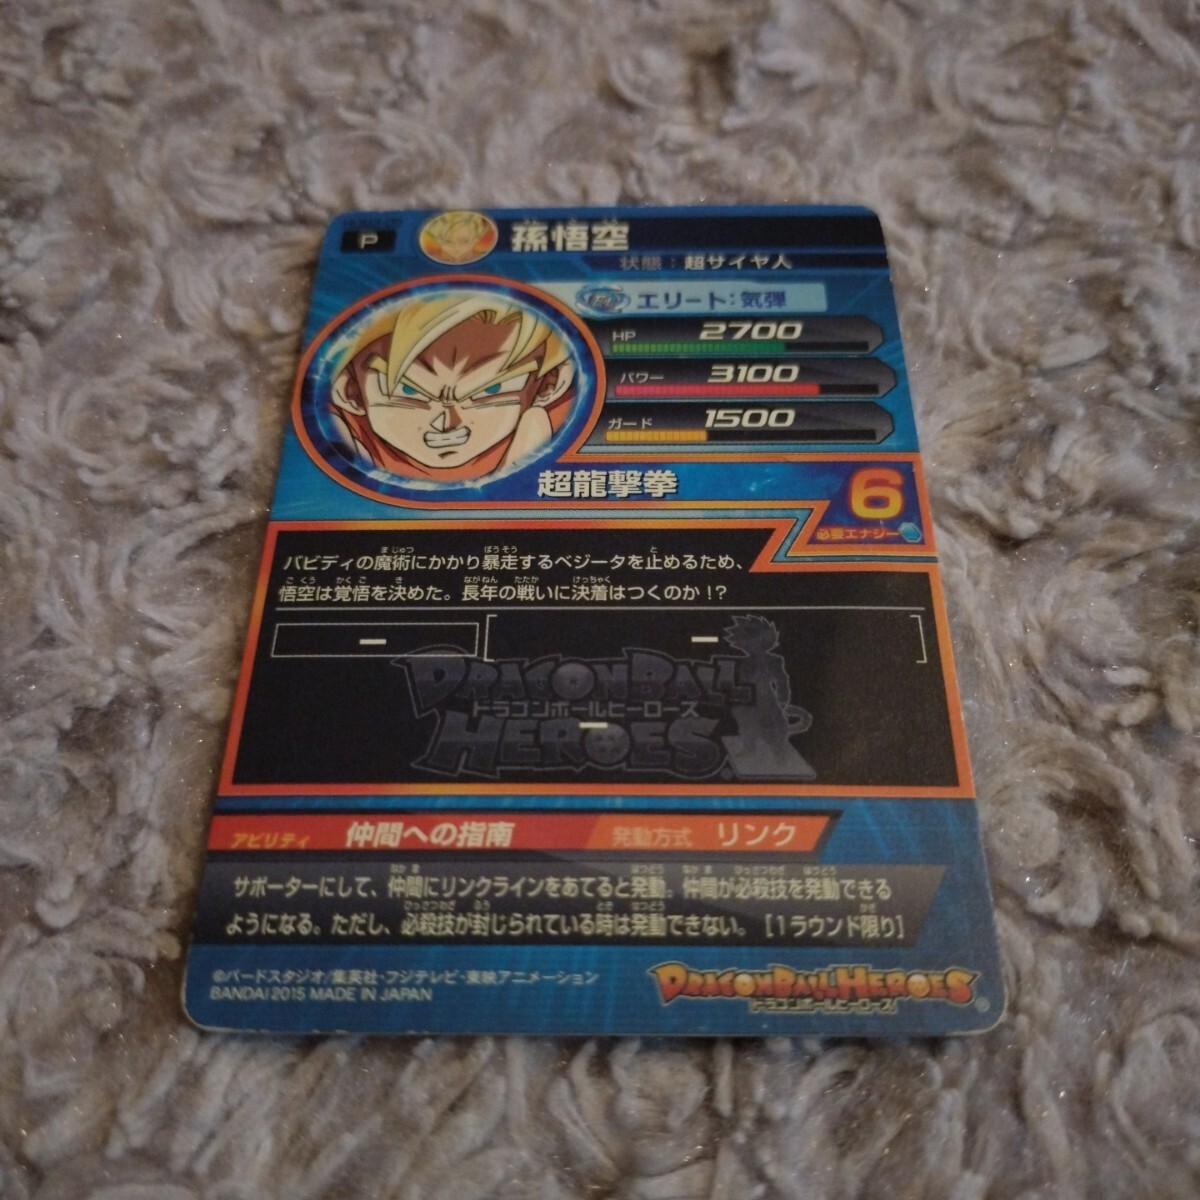 P
孫悟空
状態：超サイヤ人
エリート：気弾
HP 2700
パワー 3100
ガード 1500
超龍撃拳
6
必要エナジー
バビディの魔術にかかり暴走するベジータを止めるため、
悟空は覚悟を決めた。長年の戦いに決着はつくのか！？
ー
ー
DRAGONBALL
ドラゴンボールヒーローズ
HEROES
ー
アビリティ 仲間への指南 発動方式 リンク
サポーターにして、仲間にリンクラインをあてると発動。仲間が必殺技を発動できる
ようになる。ただし、必殺技が封じられている時は発動できない。［1ラウンド限り］
©バードスタジオ/集英社・フジテレビ・東映アニメーション
BANDAI 2015 MADE IN JAPAN
DRAGONBALLHEROES
ドラゴンボールヒーローズ